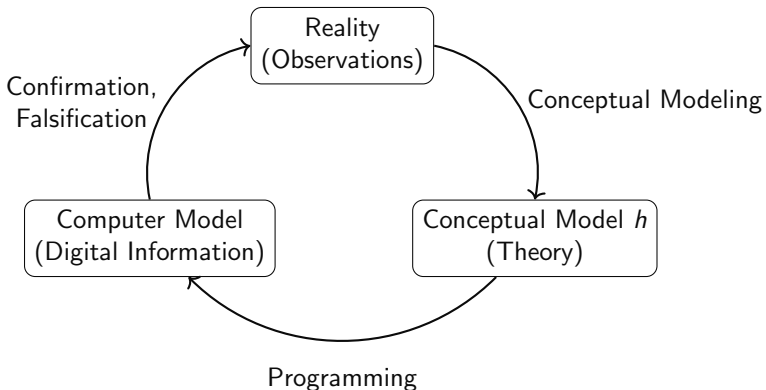 Reality
(Observations)
Confirmation,
Falsification
Conceptual Modeling
Computer Model
(Digital Information)
Conceptual Model h
(Theory)
Programming